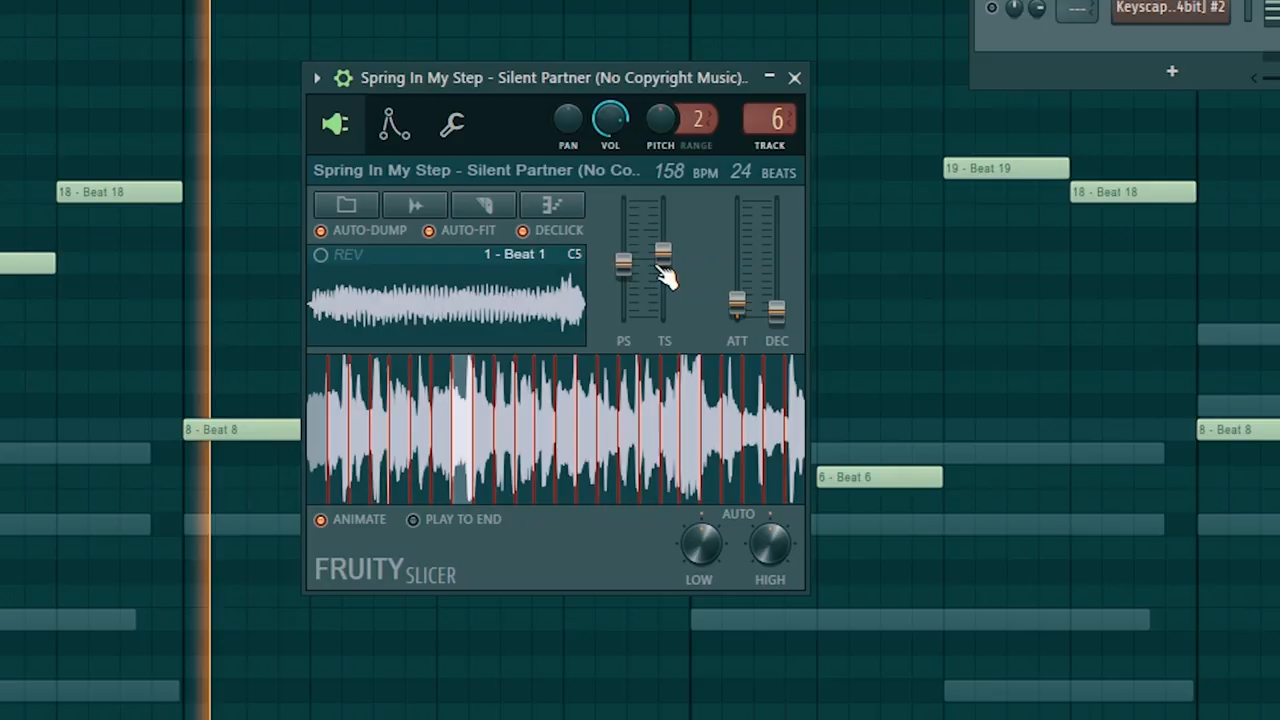 Keyscap..4bit] #2
Spring In My Step - Silent Partner (No Copyright Music)..
2
6
PAN VOL PITCH RANGE TRACK
Spring In My Step - Silent Partner (No Co.. 158 BPM 24 BEATS
19 - Beat 19
18 - Beat 18
18 - Beat 18
AUTO-DUMP AUTO-FIT DECLICK
REV 1 - Beat 1 C5
PS TS ATT DEC
8 - Beat 8
8 - Beat 8
6 - Beat 6
ANIMATE PLAY TO END AUTO
FRUITY SLICER
LOW HIGH